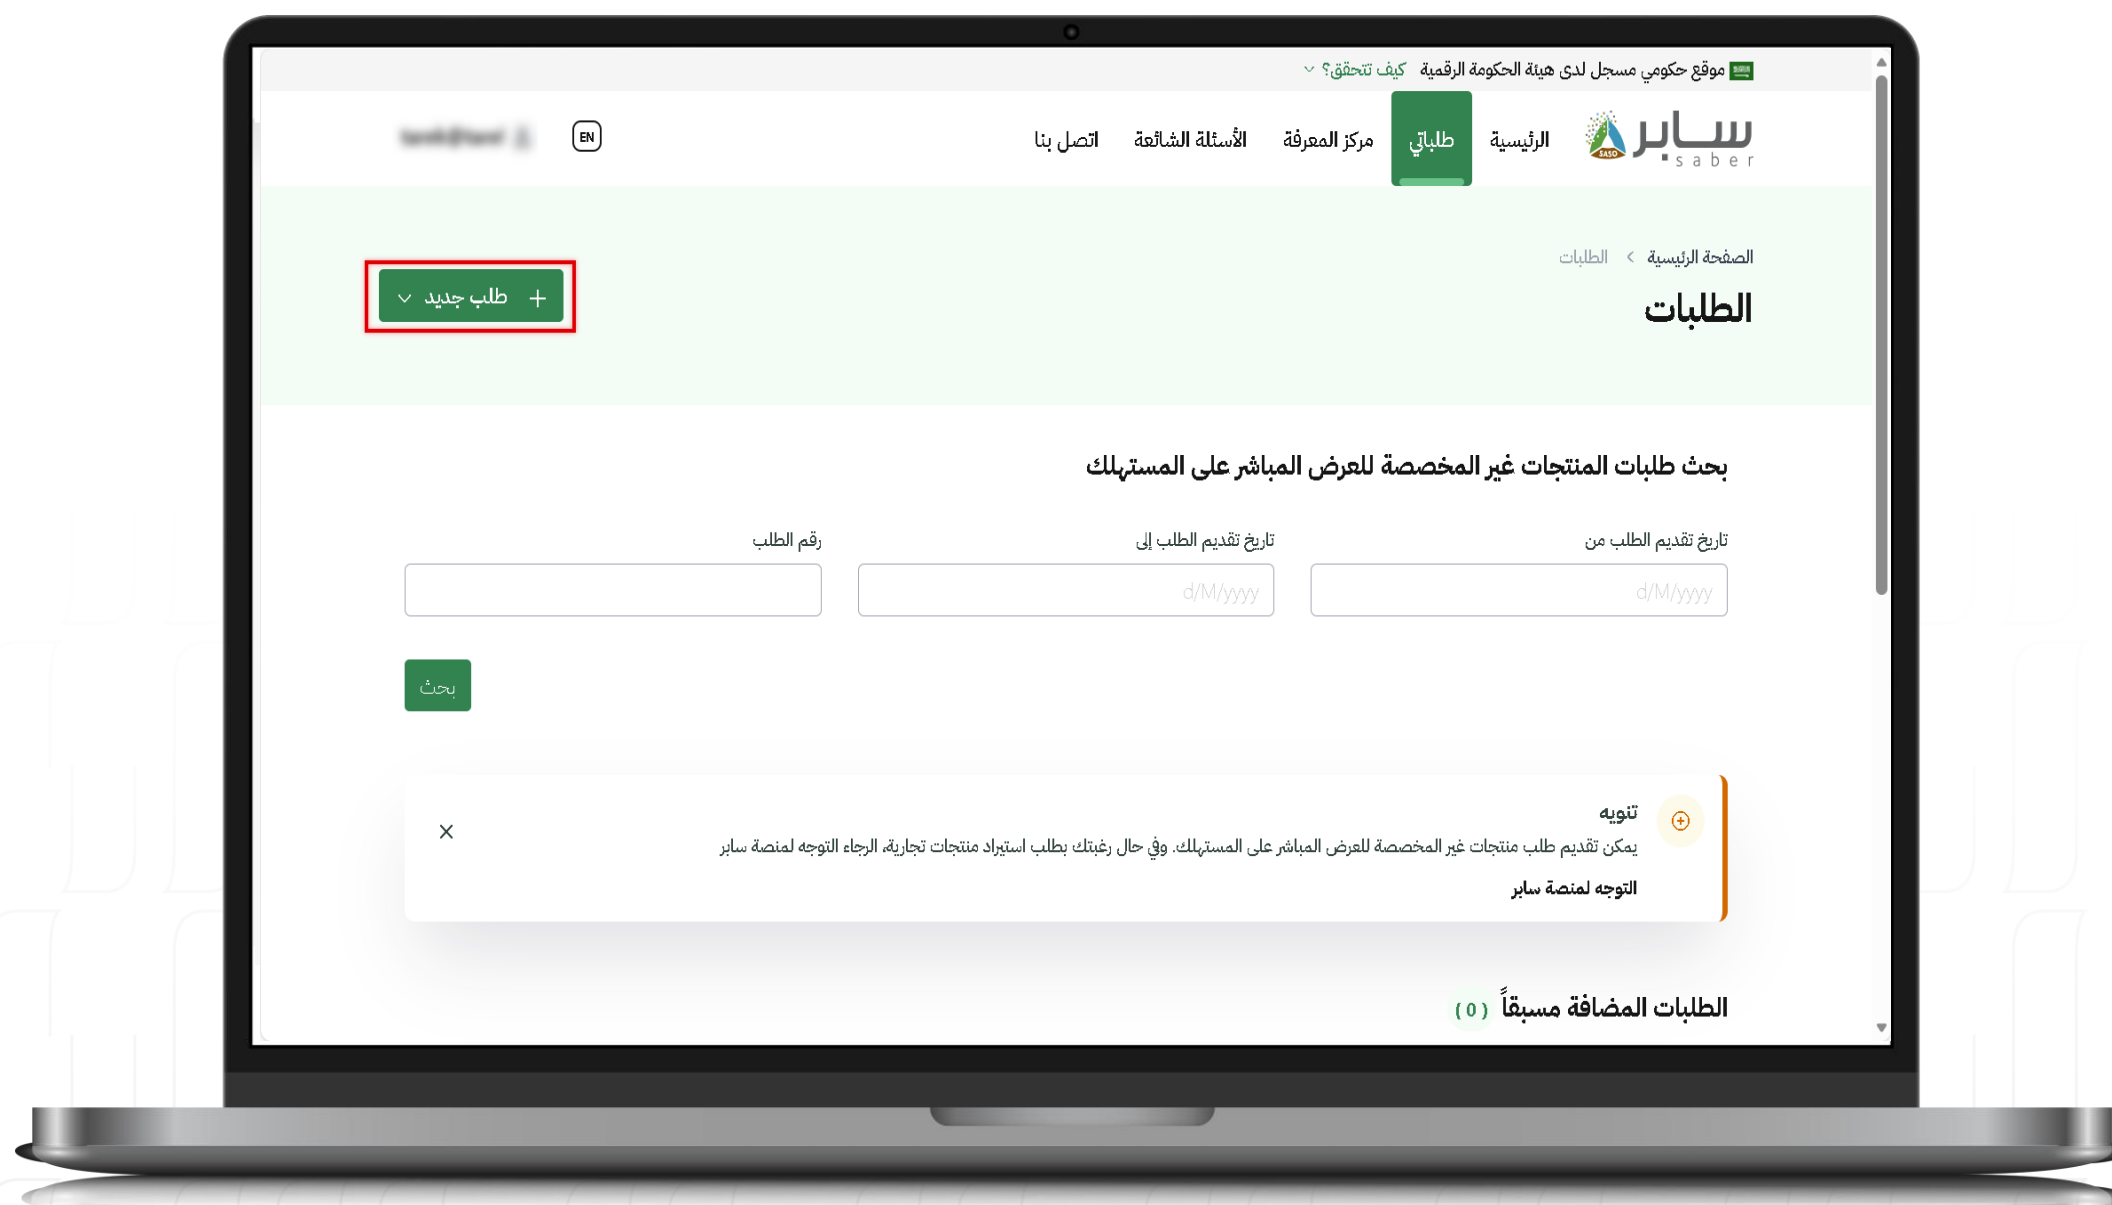 موقع حكومي مسجل لدى هيئة الحكومة الرقمية كيف تتحقق؟
سابر
saber
SASO
الرئيسية
طلباتي
مركز المعرفة
الأسئلة الشائعة
اتصل بنا
EN
الصفحة الرئيسية > الطلبات
الطلبات
+ طلب جديد
بحث طلبات المنتجات غير المخصصة للعرض المباشر على المستهلك
تاريخ تقديم الطلب من
d/M/yyyy
تاريخ تقديم الطلب إلى
d/M/yyyy
رقم الطلب
بحث
تنويه
يمكن تقديم طلب منتجات غير المخصصة للعرض المباشر على المستهلك. وفي حال رغبتك بطلب استيراد منتجات تجارية، الرجاء التوجه لمنصة سابر
التوجه لمنصة سابر
الطلبات المضافة مسبقاً ( 0 )